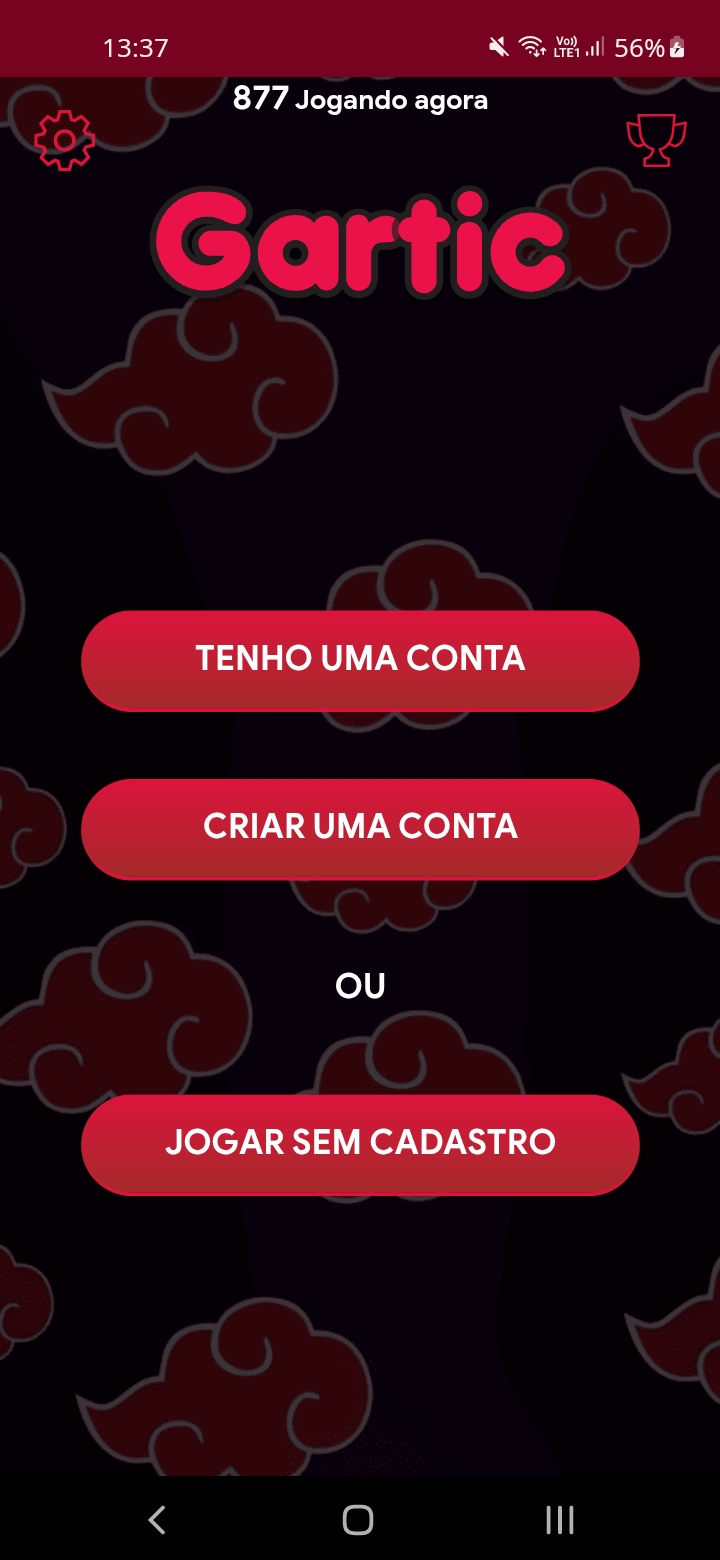 13:37
Vo))
LTE1
56%
877 Jogando agora
Gartic
TENHO UMA CONTA
CRIAR UMA CONTA
OU
JOGAR SEM CADASTRO